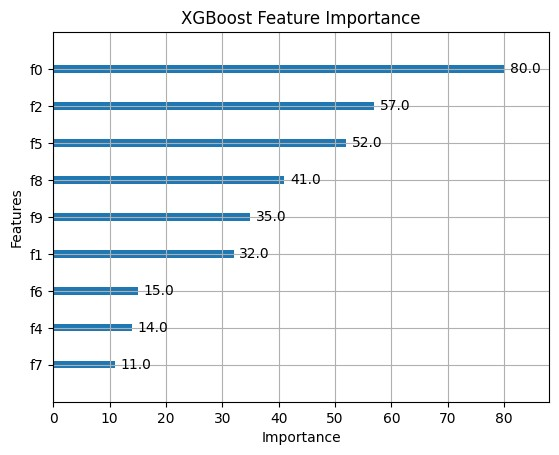 XGBoost Feature Importance
f0 80.0
f2 57.0
f5 52.0
f8 41.0
f9 35.0
f1 32.0
f6 15.0
f4 14.0
f7 11.0
Features
0 10 20 30 40 50 60 70 80
Importance